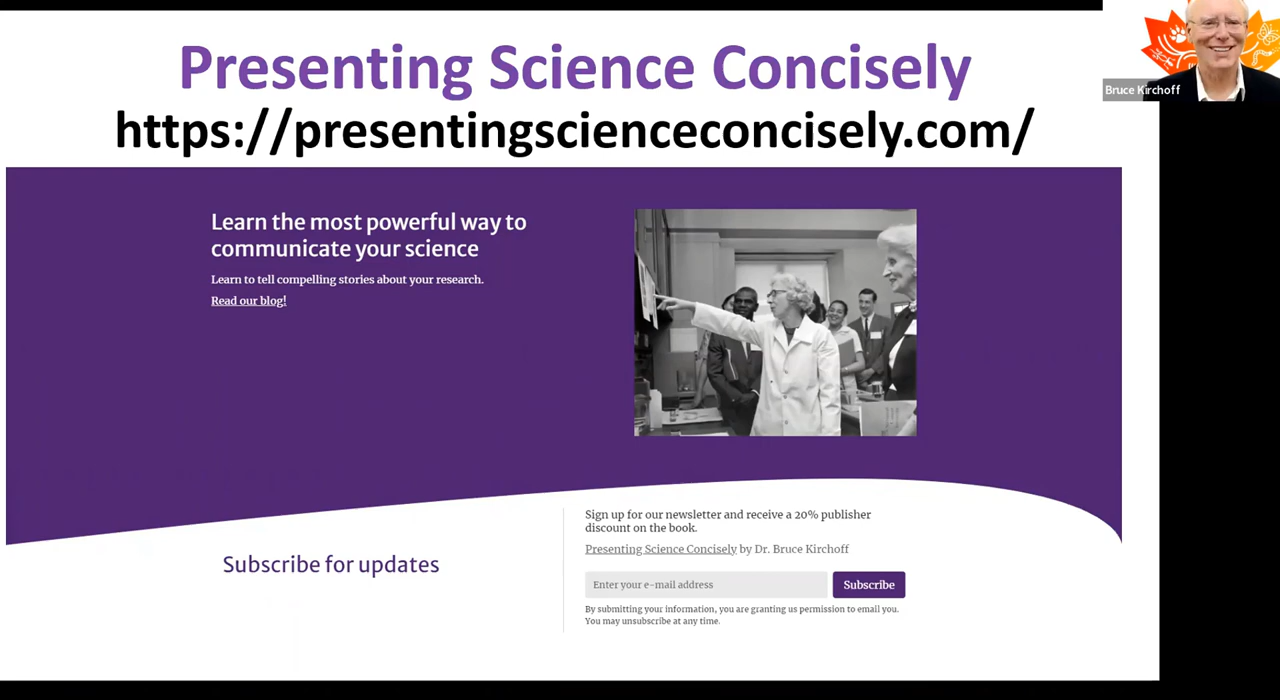 Presenting Science Concisely
https://presentingscienceconcisely.com/
Bruce Kirchoff
Learn the most powerful way to
communicate your science
Learn to tell compelling stories about your research.
Read our blog!
Subscribe for updates
Sign up for our newsletter and receive a 20% publisher
discount on the book.
Presenting Science Concisely by Dr. Bruce Kirchoff
Enter your e-mail address
Subscribe
By submitting your information, you are granting us permission to email you.
You may unsubscribe at any time.